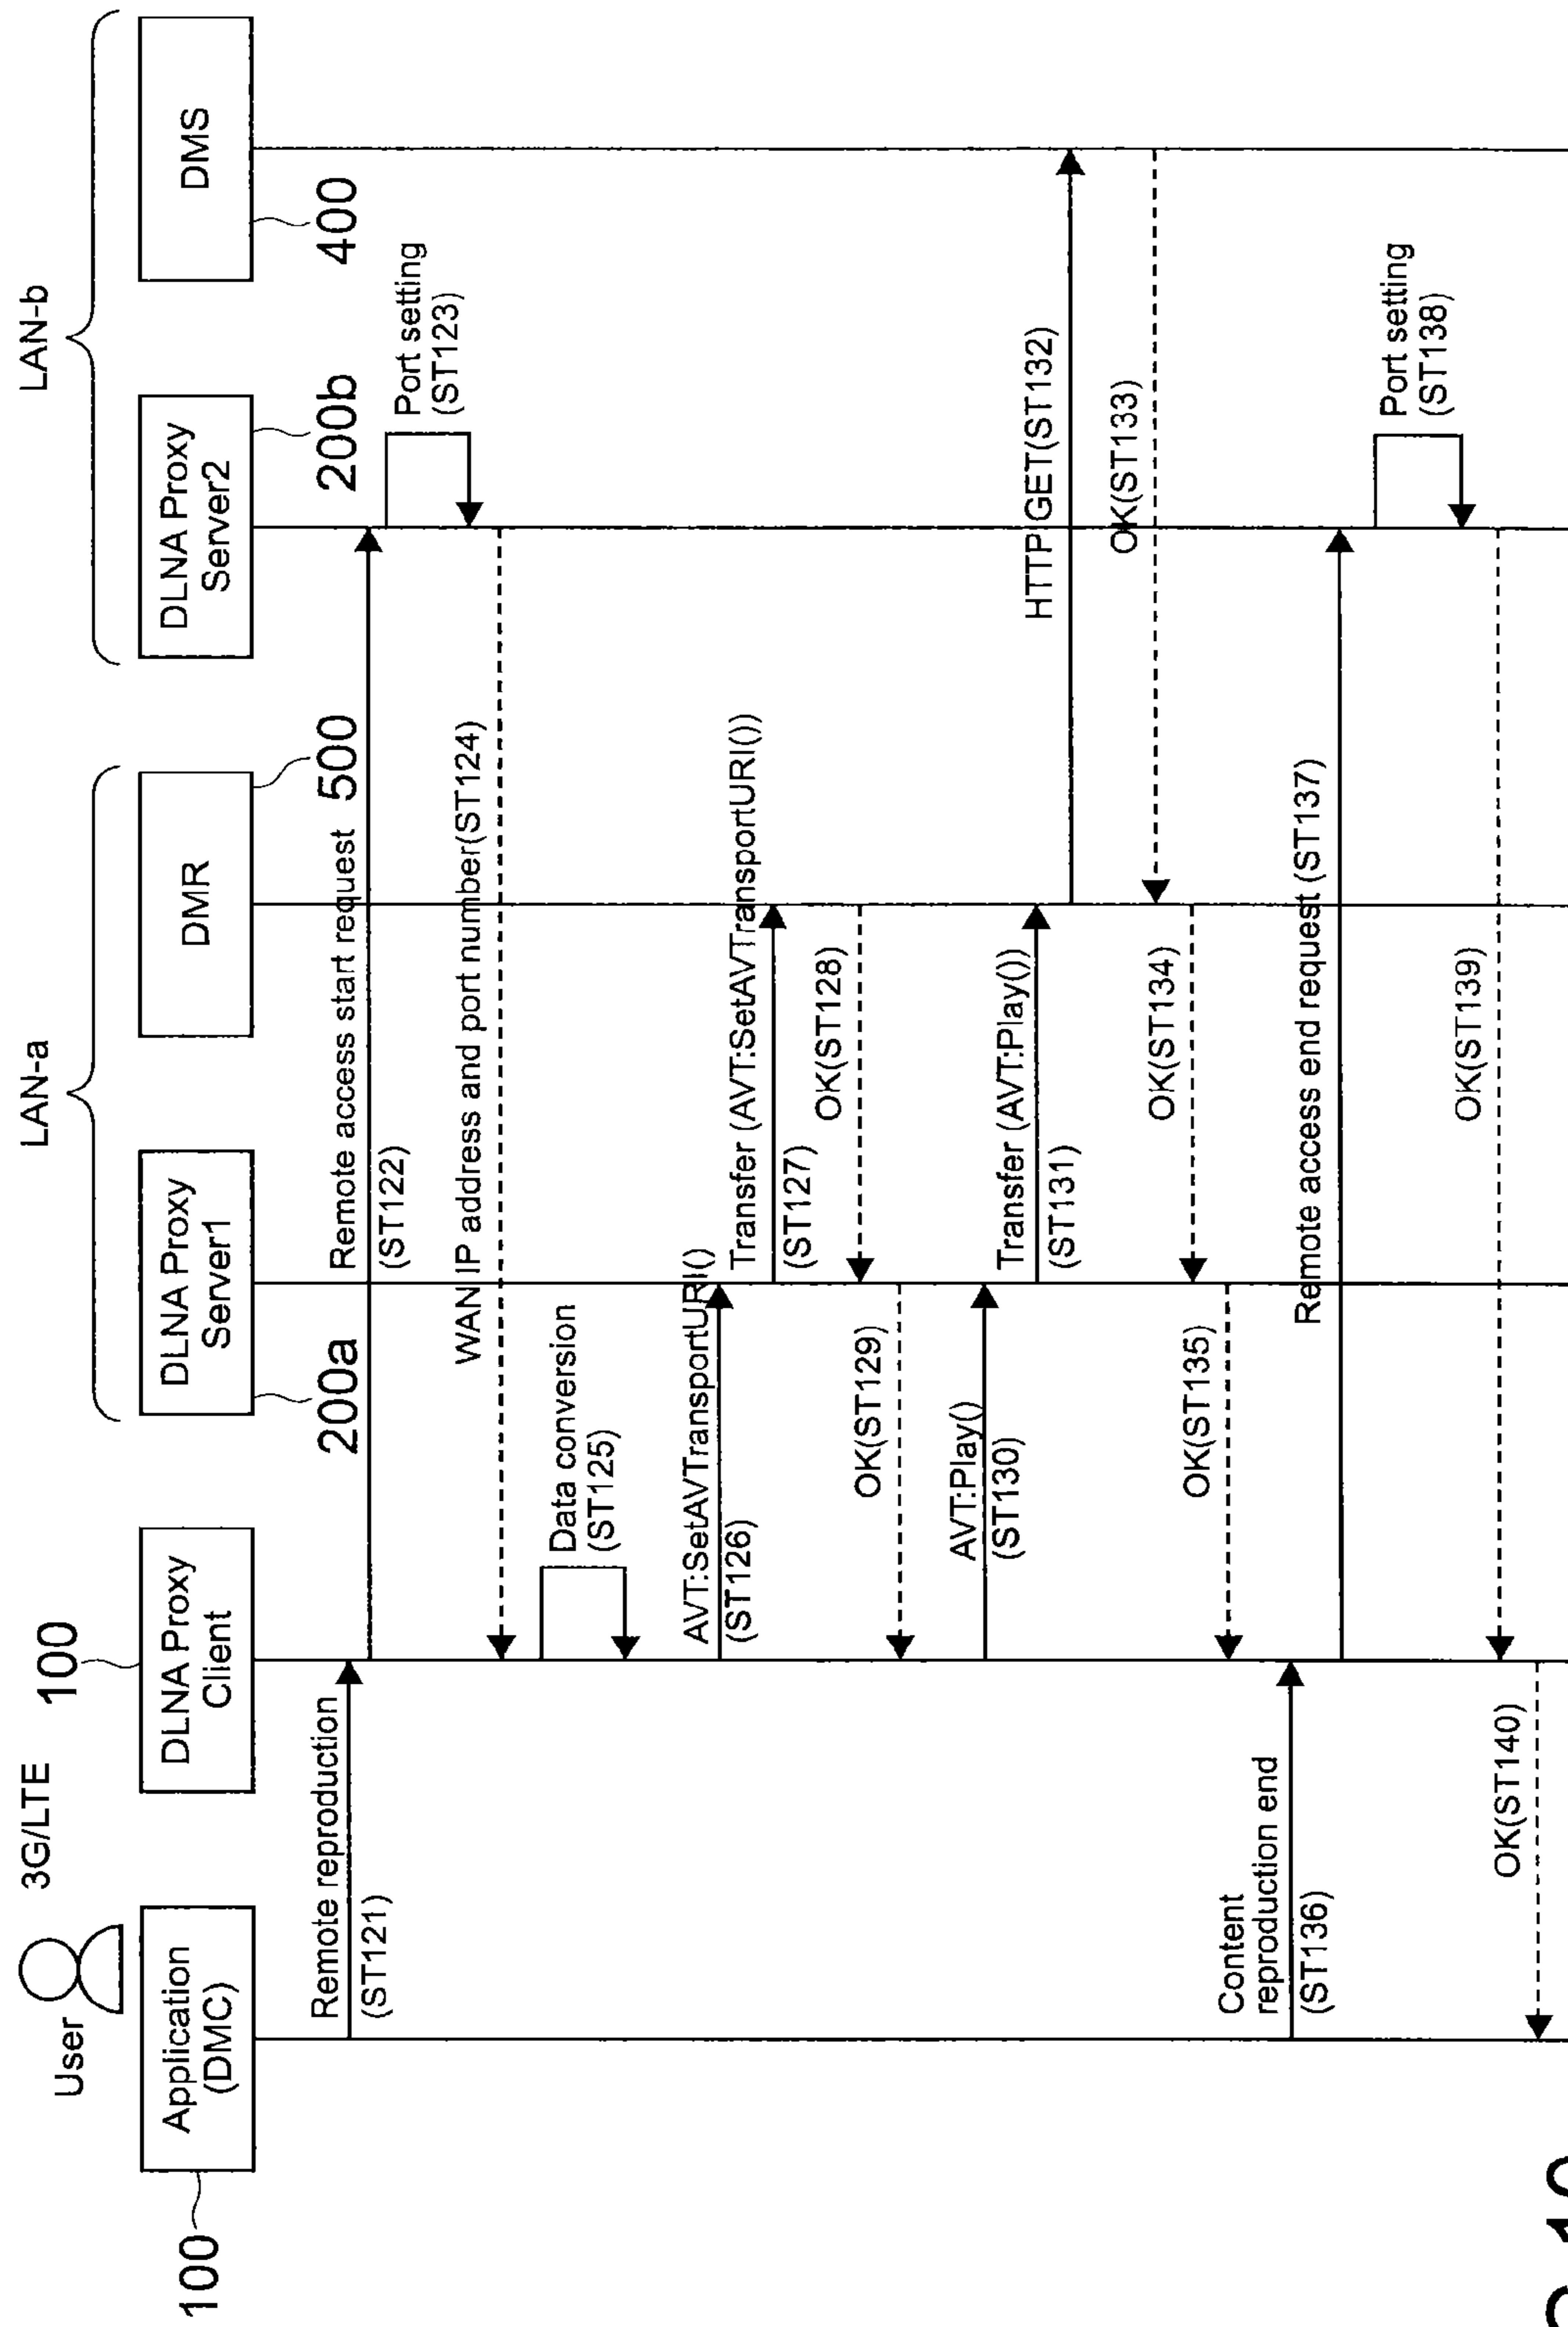 User
3G/LTE
LAN-a
LAN-b
100
Application
(DMC)
100
DLNA Proxy
Client
200a
DLNA Proxy
Server1
500
DMR
200b
DLNA Proxy
Server2
400
DMS
Remote reproduction
(ST121)
Remote access start request
(ST122)
Port setting
(ST123)
WAN IP address and port number(ST124)
Data conversion
(ST125)
AVT:SetAVTransportURI()
(ST126)
Transfer (AVT:SetAVTransportURI())
(ST127)
OK(ST128)
OK(ST129)
AVT:Play()
(ST130)
Transfer (AVT:Play())
(ST131)
HTTP GET(ST132)
OK(ST133)
OK(ST134)
OK(ST135)
Content
reproduction end
(ST136)
Remote access end request (ST137)
Port setting
(ST138)
OK(ST139)
OK(ST140)